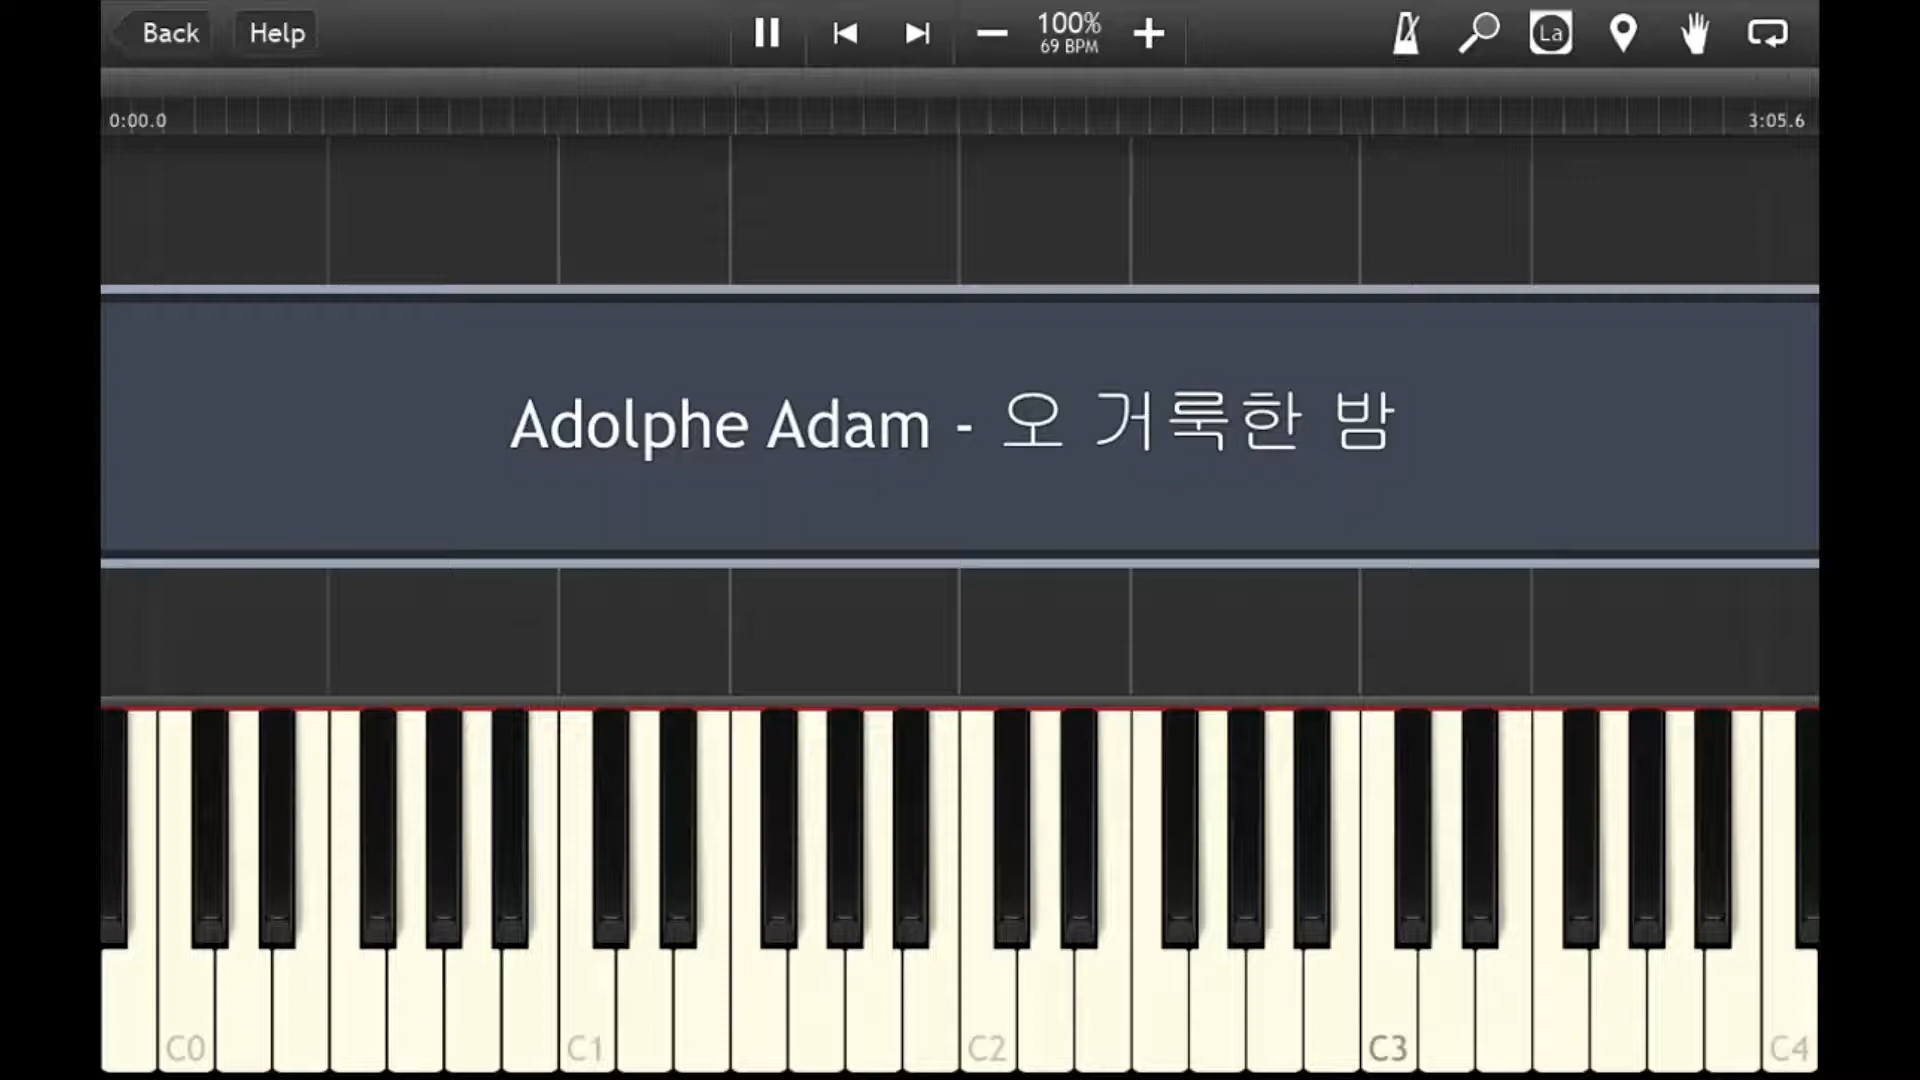 Back Help 100% La
69 BPM
0:00.0 3:05.6
Adolphe Adam - 오 거룩한 밤
C0 C1 C2 C3 C4